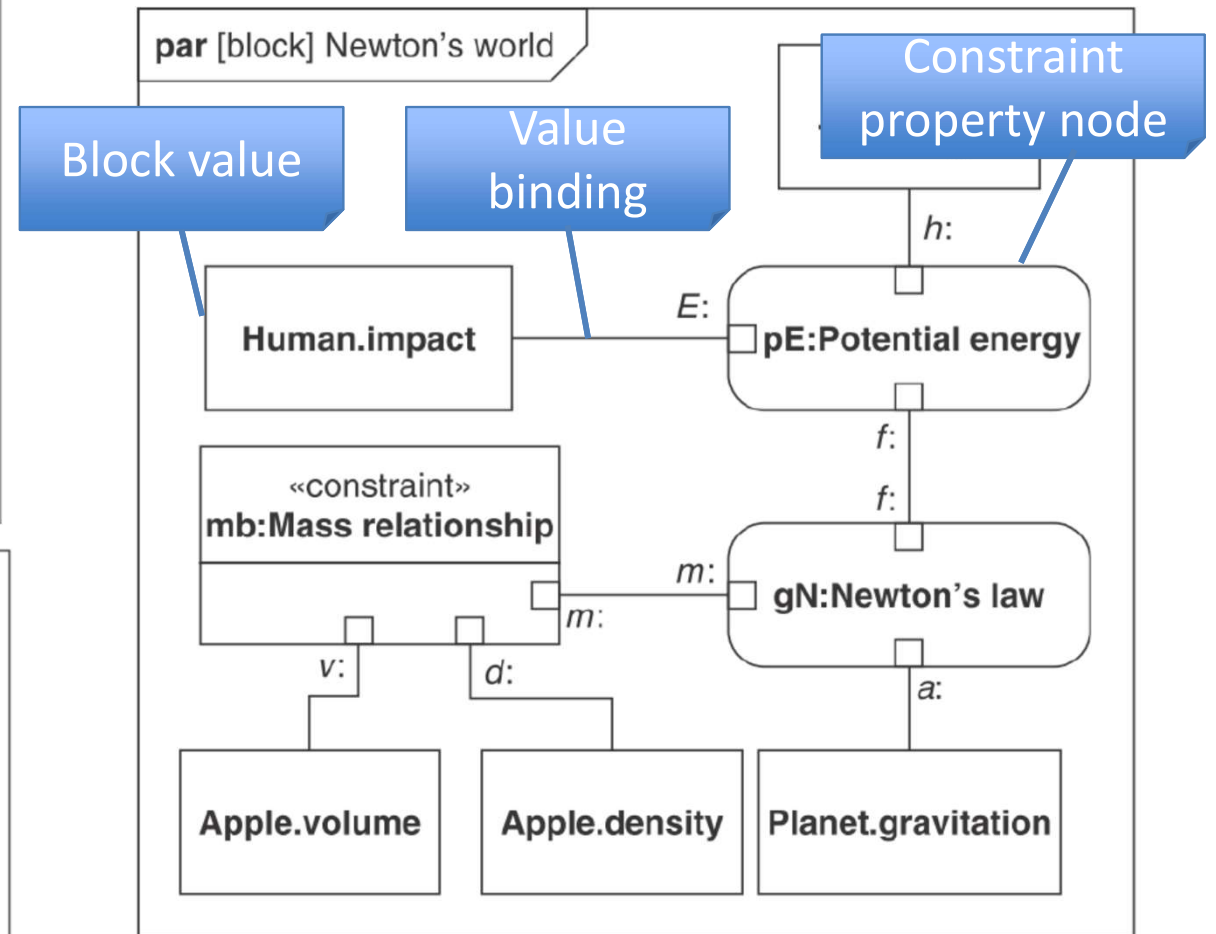 par [block] Newton's world
Constraint
property node
Block value
Value
binding
h:
E:
Human.impact
pE:Potential energy
f:
«constraint»
mb:Mass relationship
f:
m:
m:
gN:Newton's law
v:
d:
a:
Apple.volume
Apple.density
Planet.gravitation